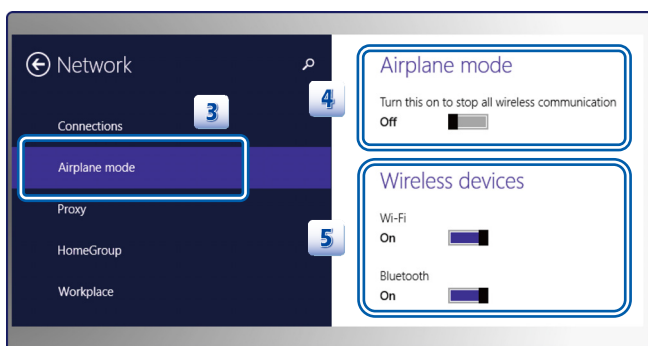 Network
3
Connections
Airplane mode
Proxy
HomeGroup
Workplace
4
Airplane mode
Turn this on to stop all wireless communication
Off
5
Wireless devices
Wi-Fi
On
Bluetooth
On